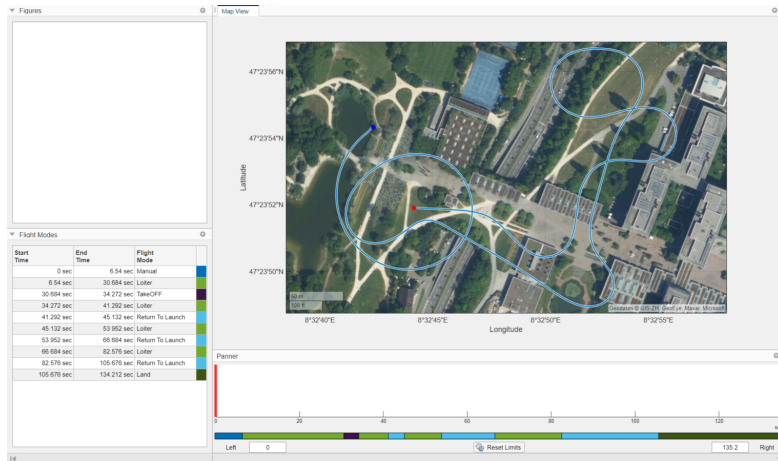 Figures
Map View
47°23'56"N
47°23'54"N
47°23'52"N
47°23'50"N
Latitude
50 m
100 ft
Geodaten © GIS-ZH, GeoEye, Maxar, Microsoft
8°32'40"E
8°32'45"E
8°32'50"E
8°32'55"E
Longitude
Flight Modes
Start Time End Time Flight Mode
0 sec 6.54 sec Manual
6.54 sec 30.684 sec Loiter
30.684 sec 34.272 sec TakeOFF
34.272 sec 41.292 sec Loiter
41.292 sec 45.132 sec Return To Launch
45.132 sec 53.952 sec Loiter
53.952 sec 66.684 sec Return To Launch
66.684 sec 82.576 sec Loiter
82.576 sec 105.676 sec Return To Launch
105.676 sec 134.212 sec Land
Panner
0 20 40 60 80 100 120
Left 0 Reset Limits 135.2 Right